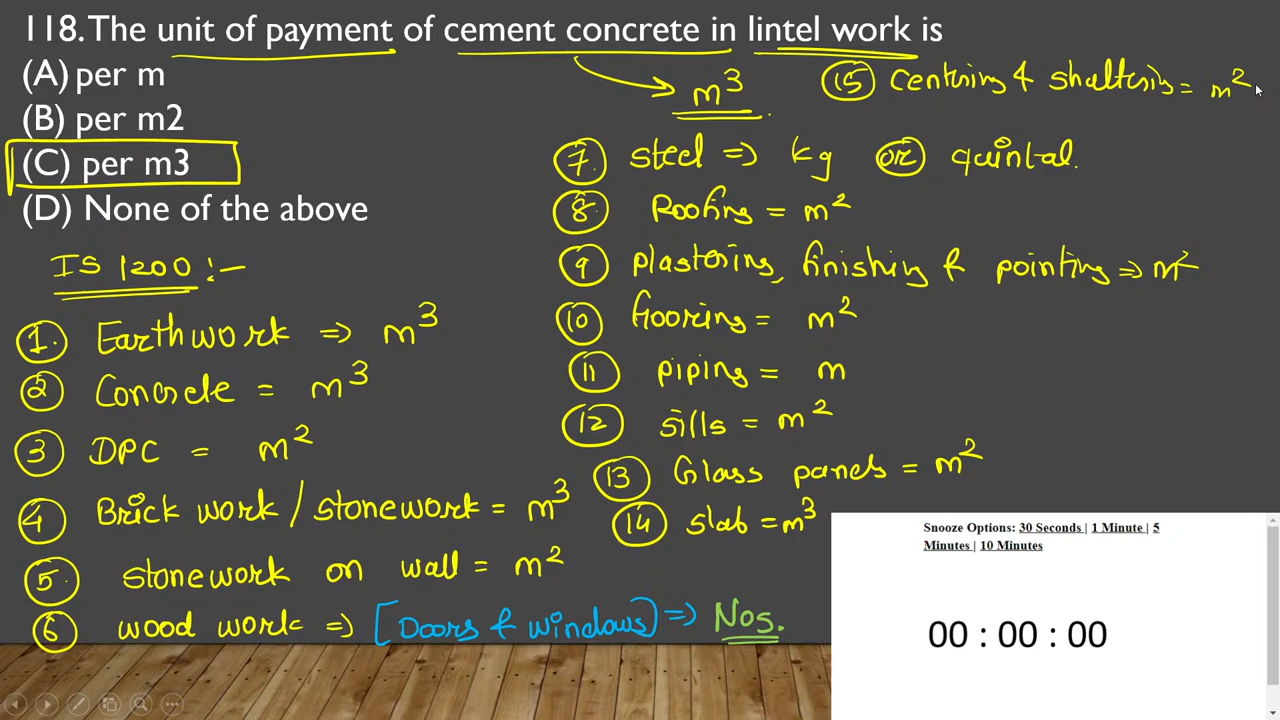 118. The unit of payment of cement concrete in lintel work is
(A) per m
(B) per m2
(C) per m3
(D) None of the above
m³
15 Centering & shuttering = m²
IS 1200 :-
1. Earthwork ⇒ m³
2 Concrete = m³
3 DPC = m²
4 Brick work / stonework = m³
5. stonework on wall = m²
6 wood work ⇒ [Doors & windows] ⇒ Nos.
7. steel ⇒ kg or quintal.
8. Roofing = m²
9 plastering, finishing & pointing ⇒ m²
10 flooring = m²
11 piping = m
12 sills = m²
13 Glass panels = m²
14 slab = m³
Snooze Options: 30 Seconds | 1 Minute | 5
Minutes | 10 Minutes
00 : 00 : 00